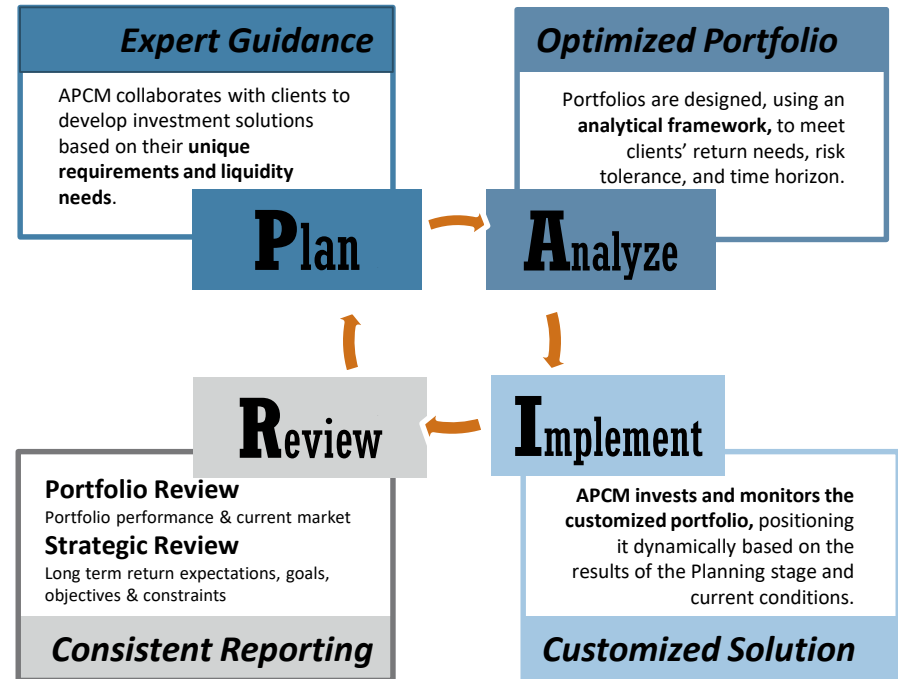 Expert Guidance
APCM collaborates with clients to
develop investment solutions
based on their unique
requirements and liquidity
needs.
Plan
Optimized Portfolio
Portfolios are designed, using an
analytical framework, to meet
clients' return needs, risk
tolerance, and time horizon.
Analyze
Review
Portfolio Review
Portfolio performance & current market
Strategic Review
Long term return expectations, goals,
objectives & constraints
Consistent Reporting
Implement
APCM invests and monitors the
customized portfolio, positioning
it dynamically based on the
results of the Planning stage and
current conditions.
Customized Solution